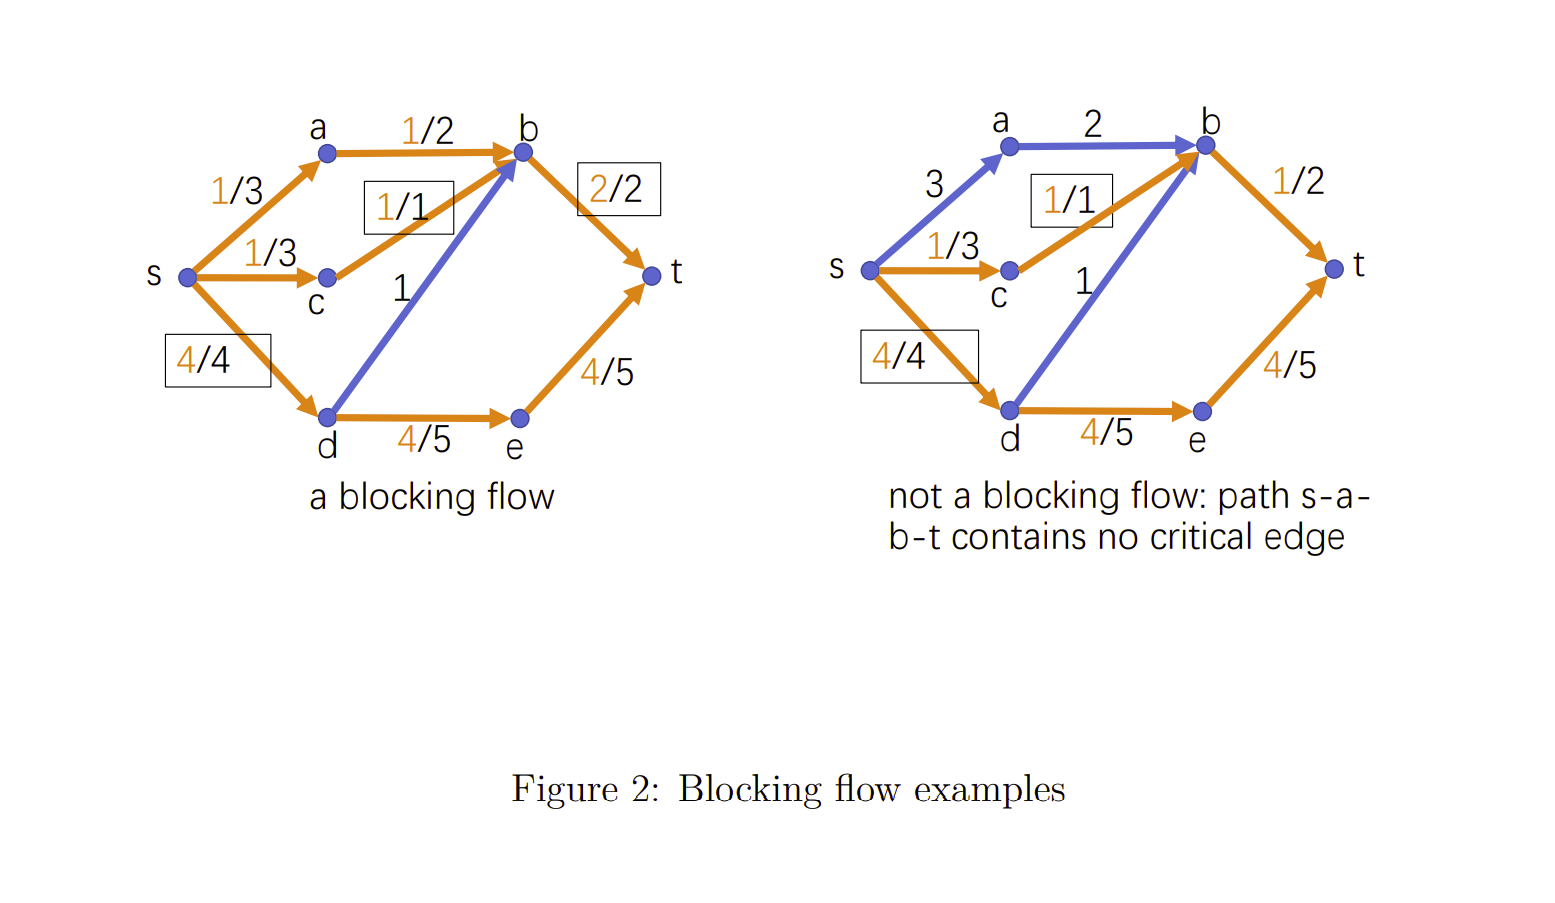 a
1/2
b
2/2
1/3
1/1
1/3
s
t
c
1
4/4
4/5
d
4/5
e
a blocking flow
a
2
b
1/2
3
1/1
1/3
s
t
c
1
4/4
4/5
d
4/5
e
not a blocking flow: path s-a-
b-t contains no critical edge
Figure 2: Blocking flow examples